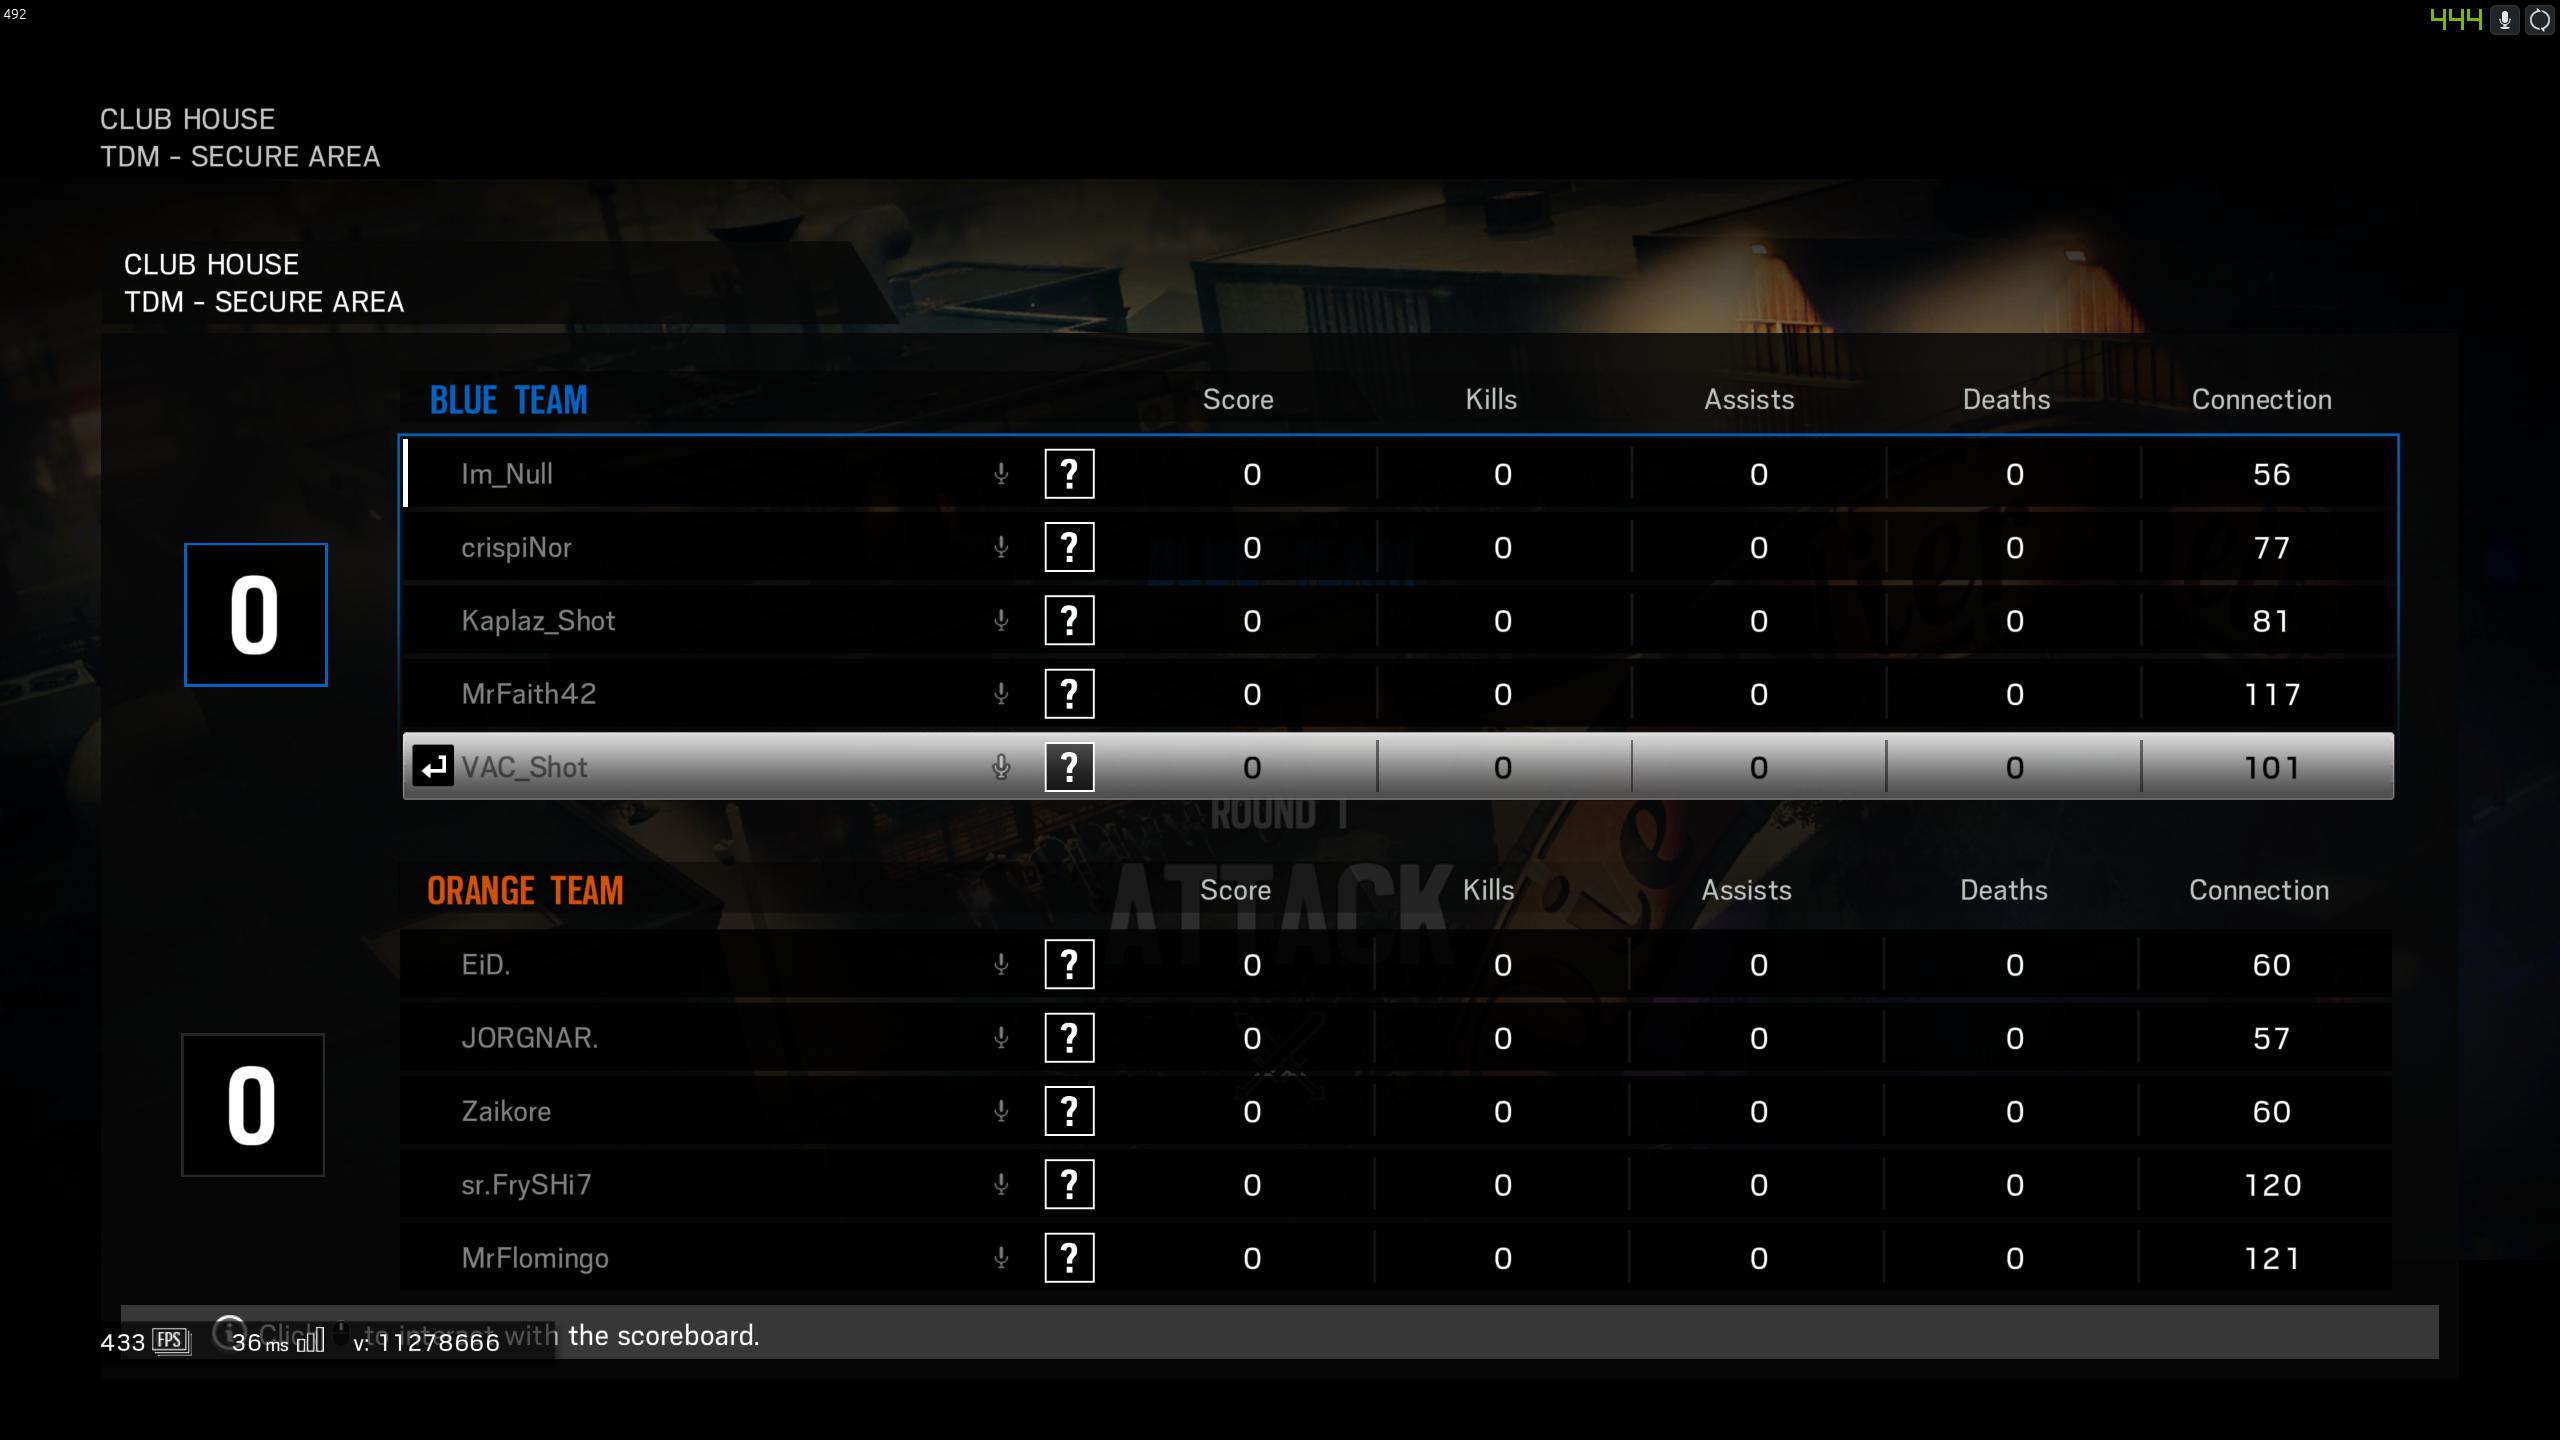 492
444
CLUB HOUSE
TDM - SECURE AREA
CLUB HOUSE
TDM - SECURE AREA
BLUE TEAM Score Kills Assists Deaths Connection
Im_Null ? 0 0 0 0 56
crispiNor ? 0 0 0 0 77
BLUE TEAM
0
Kaplaz_Shot ? 0 0 0 0 81
MrFaith42 ? 0 0 0 0 117
VAC_Shot ? 0 0 0 0 101
ROUND 1
ATTACK
ORANGE TEAM Score Kills Assists Deaths Connection
EiD. ? 0 0 0 0 60
JORGNAR. ? 0 0 0 0 57
0
Zaikore ? 0 0 0 0 60
sr.FrySHi7 ? 0 0 0 0 120
MrFlomingo ? 0 0 0 0 121
Click to interact with the scoreboard.
433 FPS 36 ms v: 11278666